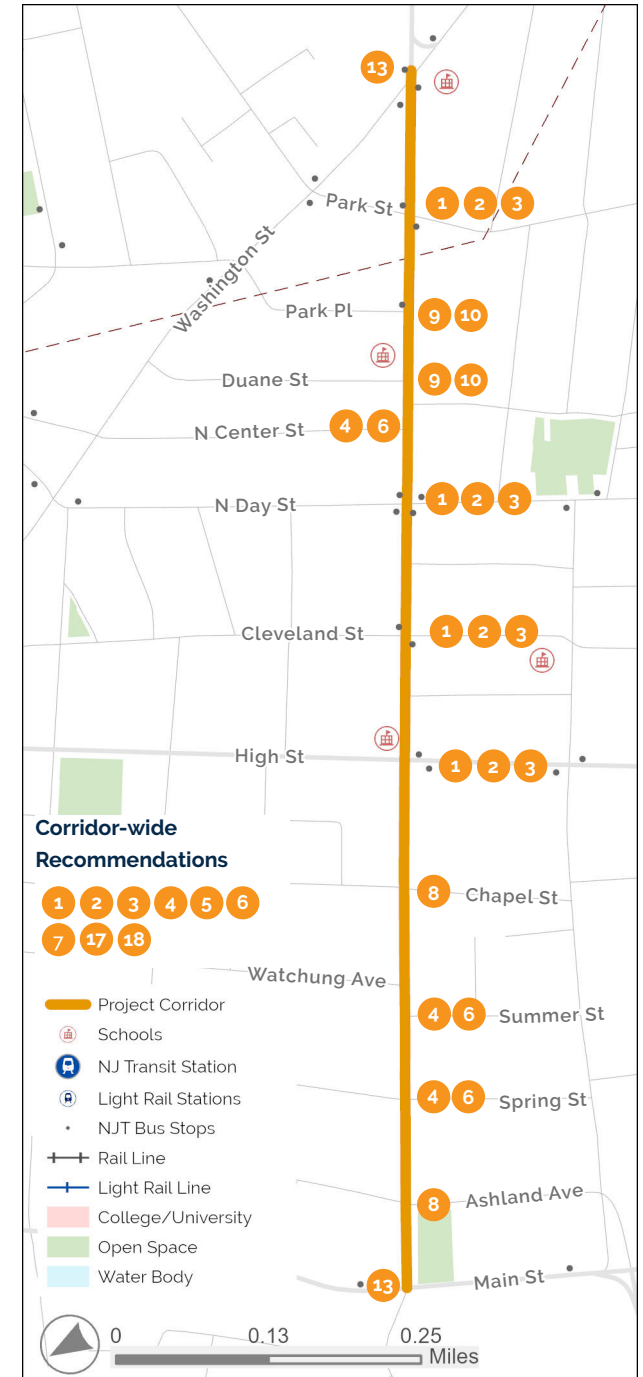 13
Park St
1 2 3
Washington St
Park Pl
9 10
Duane St
9 10
N Center St
4 6
N Day St
1 2 3
Cleveland St
1 2 3
High St
1 2 3
Corridor-wide
Recommendations
1 2 3 4 5 6
7 17 18
8
Chapel St
Watchung Ave
4 6
Summer St
4 6
Spring St
8
Ashland Ave
13
Main St
Project Corridor
Schools
NJ Transit Station
Light Rail Stations
NJT Bus Stops
Rail Line
Light Rail Line
College/University
Open Space
Water Body
0 0.13 0.25
Miles